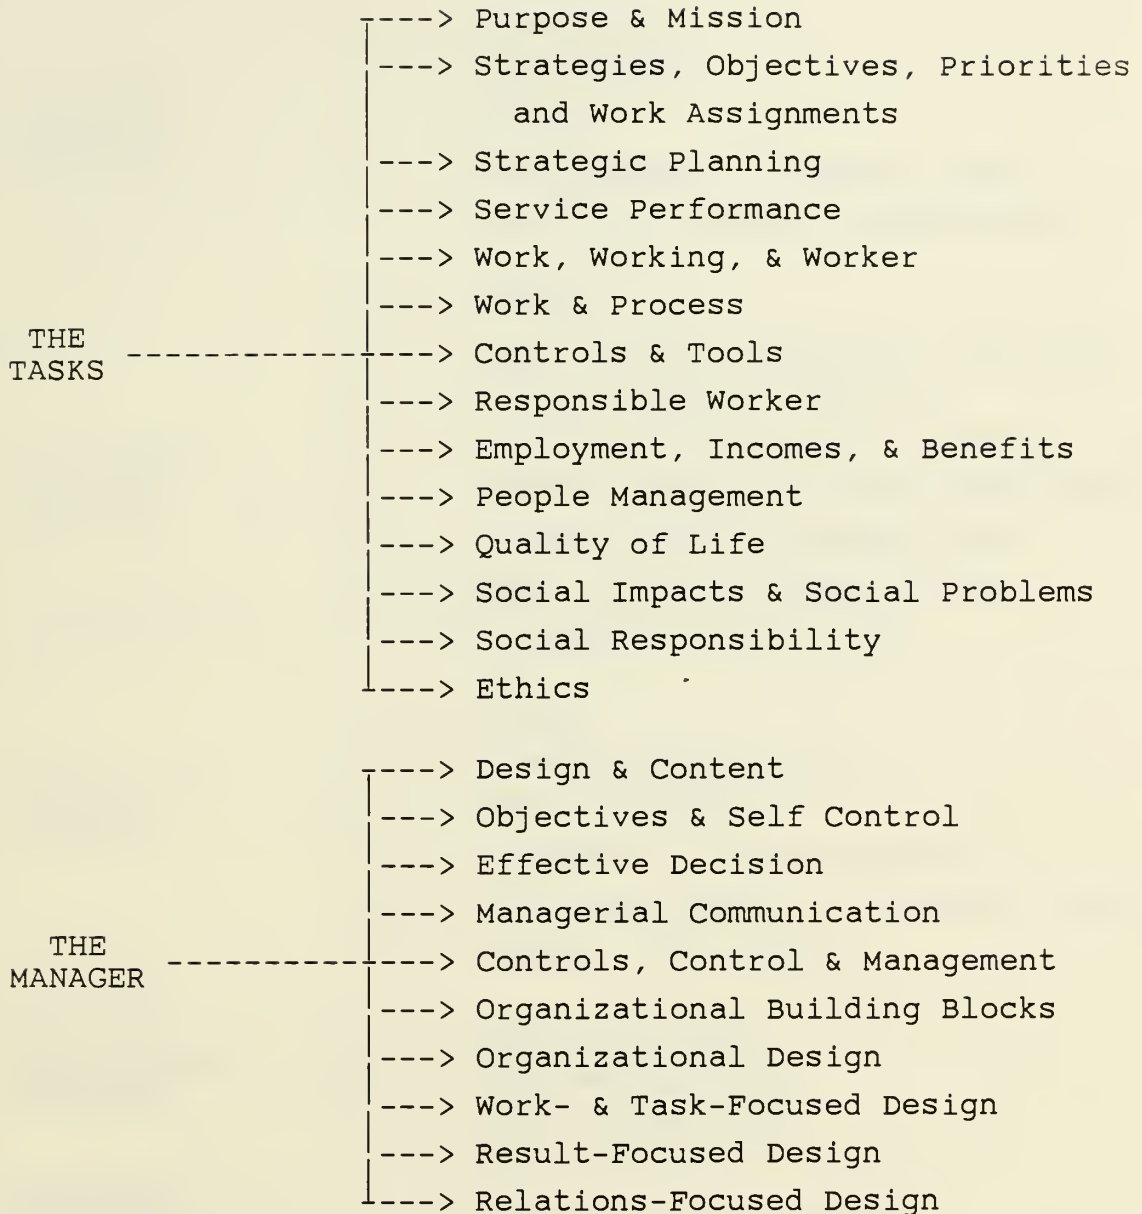 ----> Purpose & Mission
---> Strategies, Objectives, Priorities
and Work Assignments
---> Strategic Planning
---> Service Performance
---> Work, Working, & Worker
---> Work & Process
THE
TASKS ----------------> Controls & Tools
---> Responsible Worker
---> Employment, Incomes, & Benefits
---> People Management
---> Quality of Life
---> Social Impacts & Social Problems
---> Social Responsibility
----> Ethics
----> Design & Content
---> Objectives & Self Control
---> Effective Decision
---> Managerial Communication
THE
MANAGER --------------> Controls, Control & Management
---> Organizational Building Blocks
---> Organizational Design
---> Work- & Task-Focused Design
---> Result-Focused Design
----> Relations-Focused Design